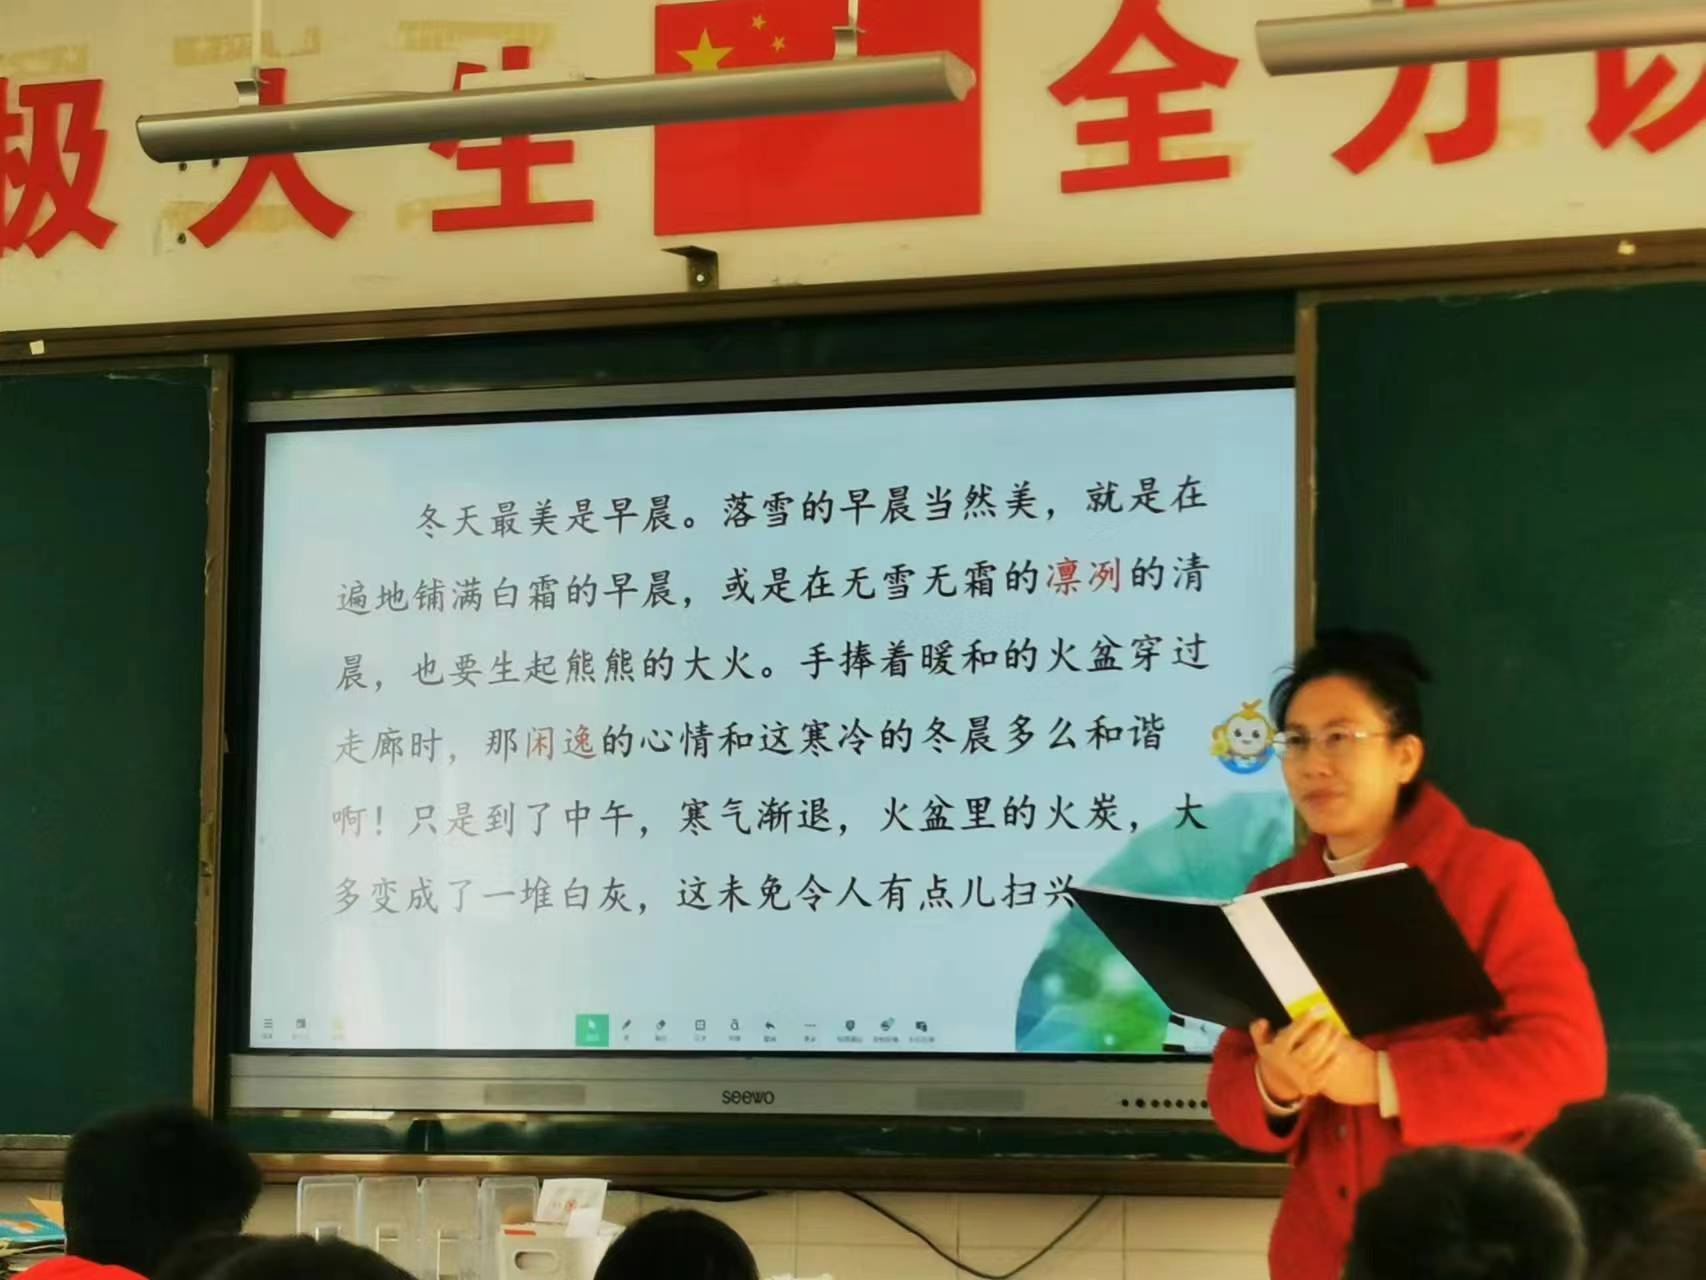 极人生
全力以
冬天最美是早晨。落雪的早晨当然美，就是在
遍地铺满白霜的早晨，或是在无雪无霜的凛冽的清
晨，也要生起熊熊的大火。手捧着暖和的火盆穿过
走廊时，那闲逸的心情和这寒冷的冬晨多么和谐
啊！只是到了中午，寒气渐退，火盆里的火炭，大
多变成了一堆白灰，这未免令人有点儿扫兴
seewo